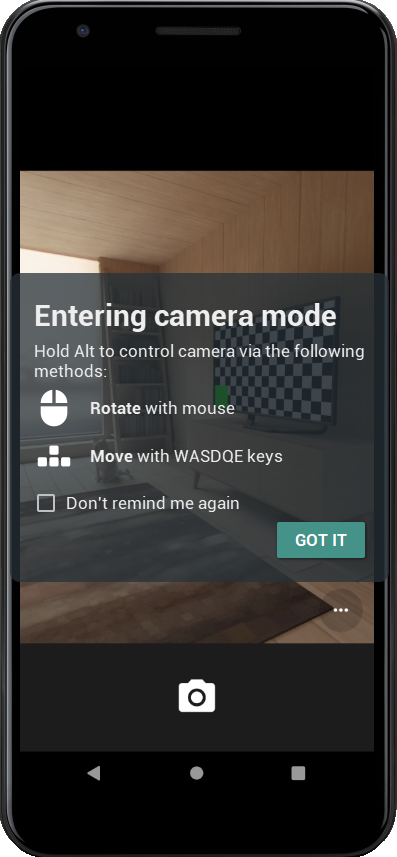 Entering camera mode
Hold Alt to control camera via the following
methods:
Rotate with mouse
Move with WASDQE keys
Don't remind me again
GOT IT